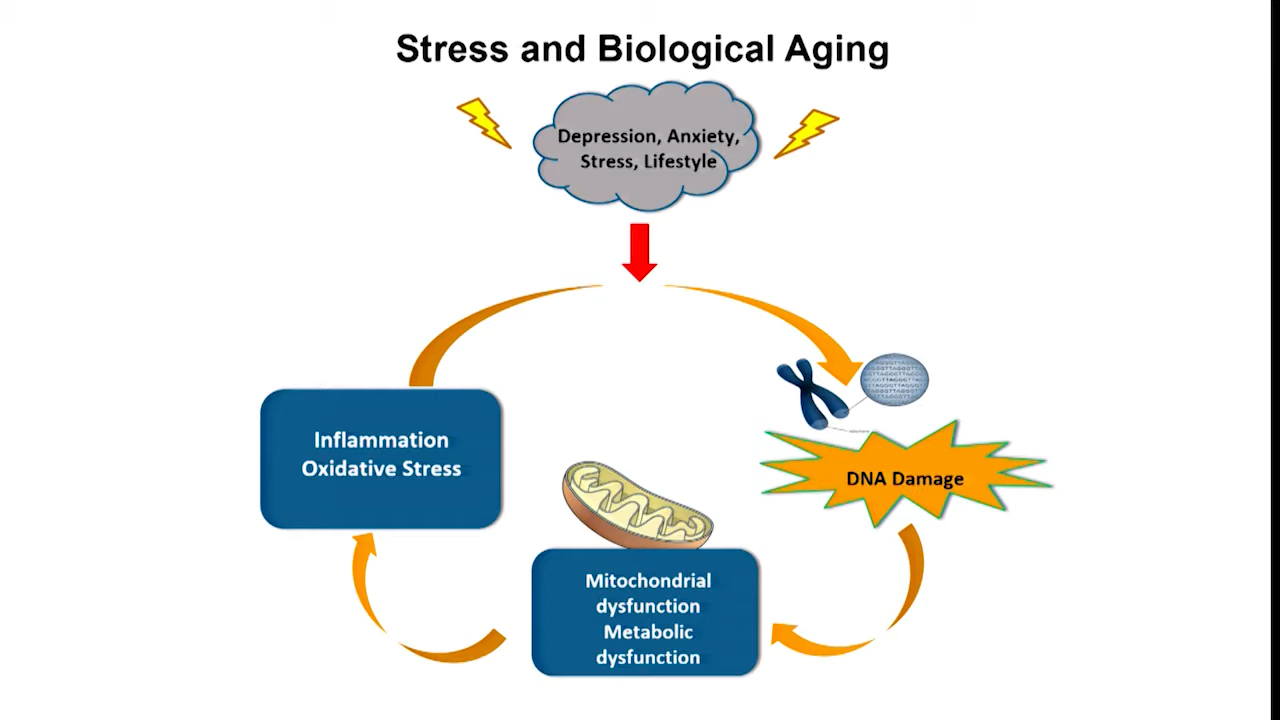 Stress and Biological Aging
Depression, Anxiety,
Stress, Lifestyle
Inflammation
Oxidative Stress
DNA Damage
Mitochondrial
dysfunction
Metabolic
dysfunction